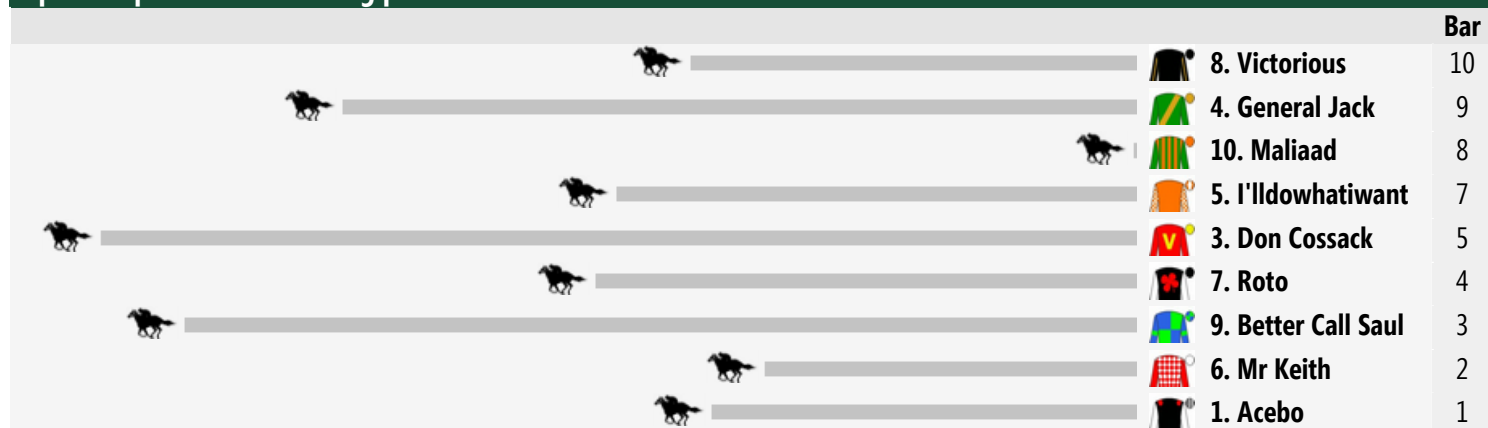 Bar
8. Victorious 10
4. General Jack 9
10. Maliaad 8
5. I'lldowhatiwant 7
3. Don Cossack 5
V
7. Roto 4
9. Better Call Saul 3
6. Mr Keith 2
1. Acebo 1